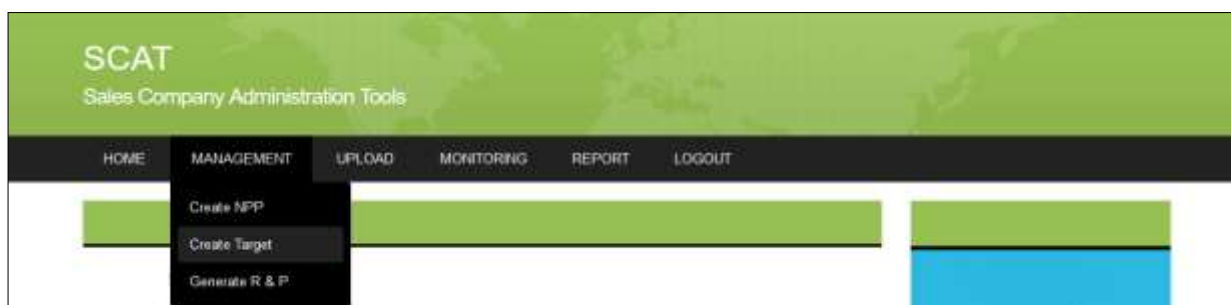 SCAT
Sales Company Administration Tools
HOME MANAGEMENT UPLOAD MONITORING REPORT LOGOUT
Create NPP
Create Target
Generate R & P